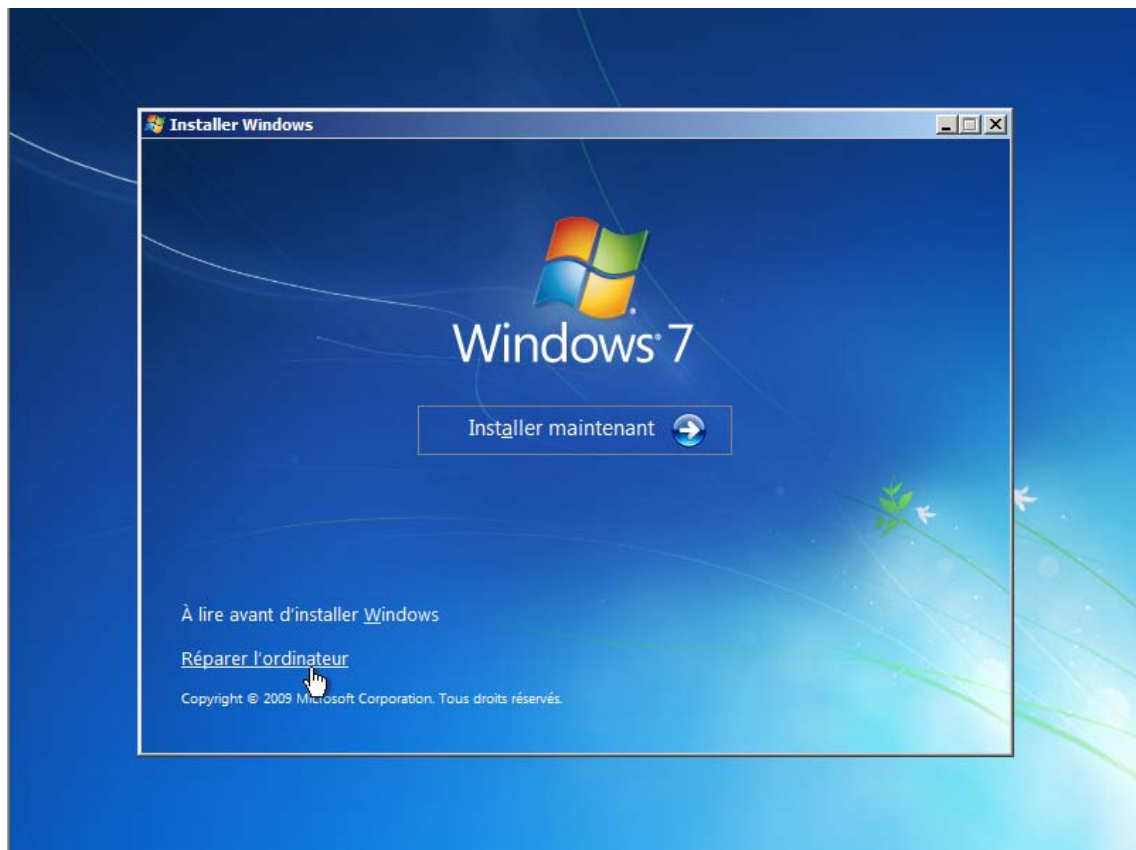 Installer Windows
Windows® 7
Installer maintenant
À lire avant d'installer Windows
Réparer l'ordinateur
Copyright © 2009 Microsoft Corporation. Tous droits réservés.